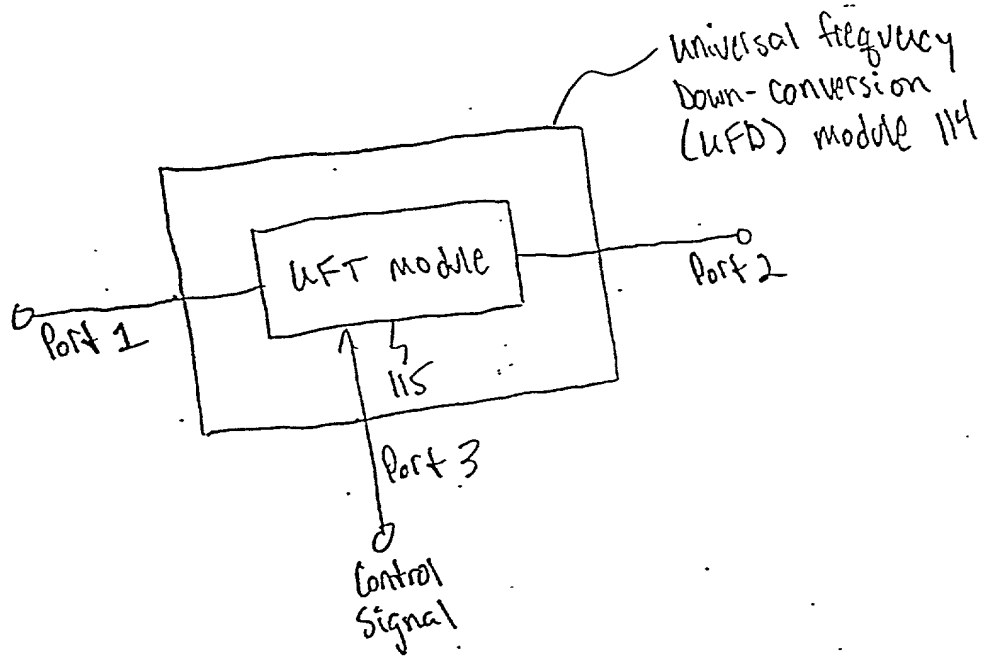 universal frequency
Down-conversion
(UFD) module 114
UFT module
Port 1
Port 2
115
Port 3
Control
Signal